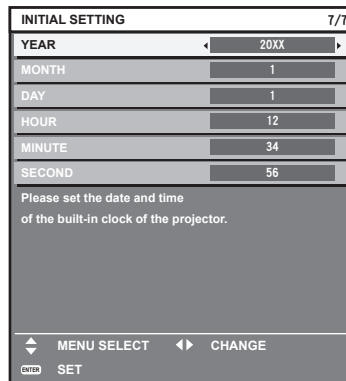 INITIAL SETTING 7/7
YEAR 20XX
MONTH 1
DAY 1
HOUR 12
MINUTE 34
SECOND 56
Please set the date and time
of the built-in clock of the projector.
MENU SELECT CHANGE
ENTER SET